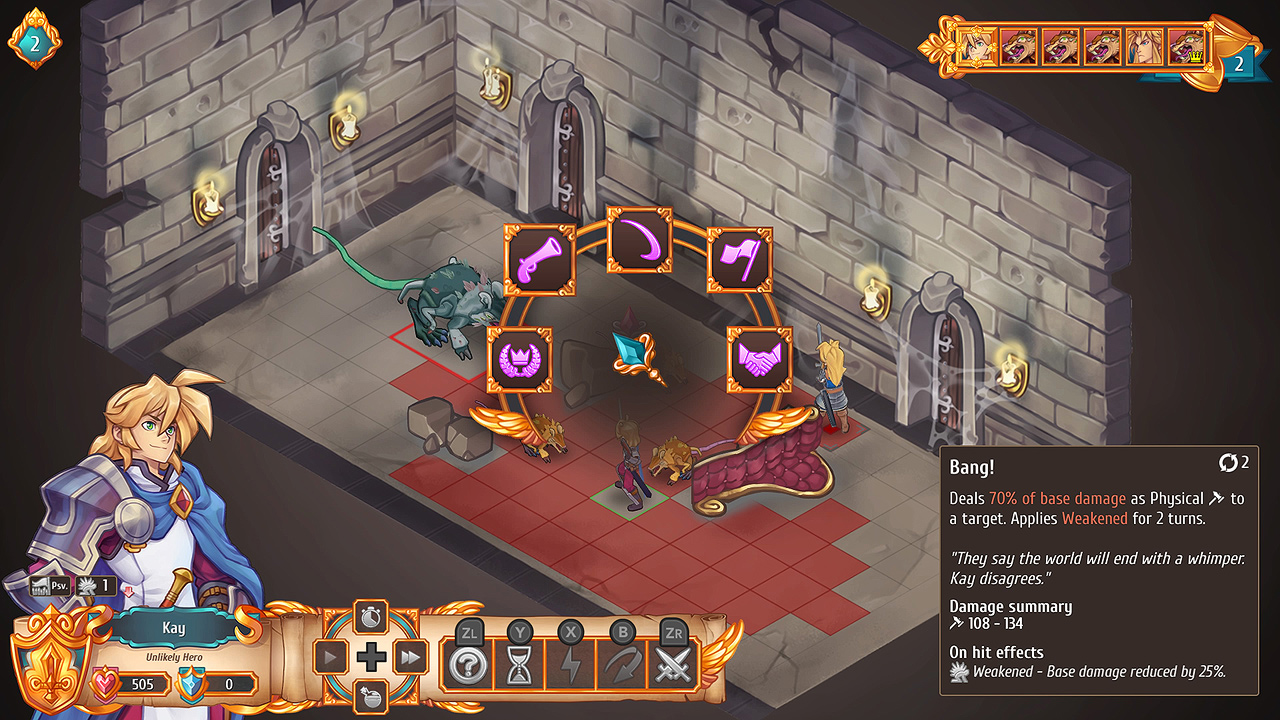 2
2
Bang!
2
Deals 70% of base damage as Physical to
a target. Applies Weakened for 2 turns.
"They say the world will end with a whimper.
Kay disagrees."
Damage summary
108 - 134
On hit effects
Weakened - Base damage reduced by 25%.
Psv.
1
Kay
Unlikely Hero
505
0
ZL
Y
X
B
ZR
?